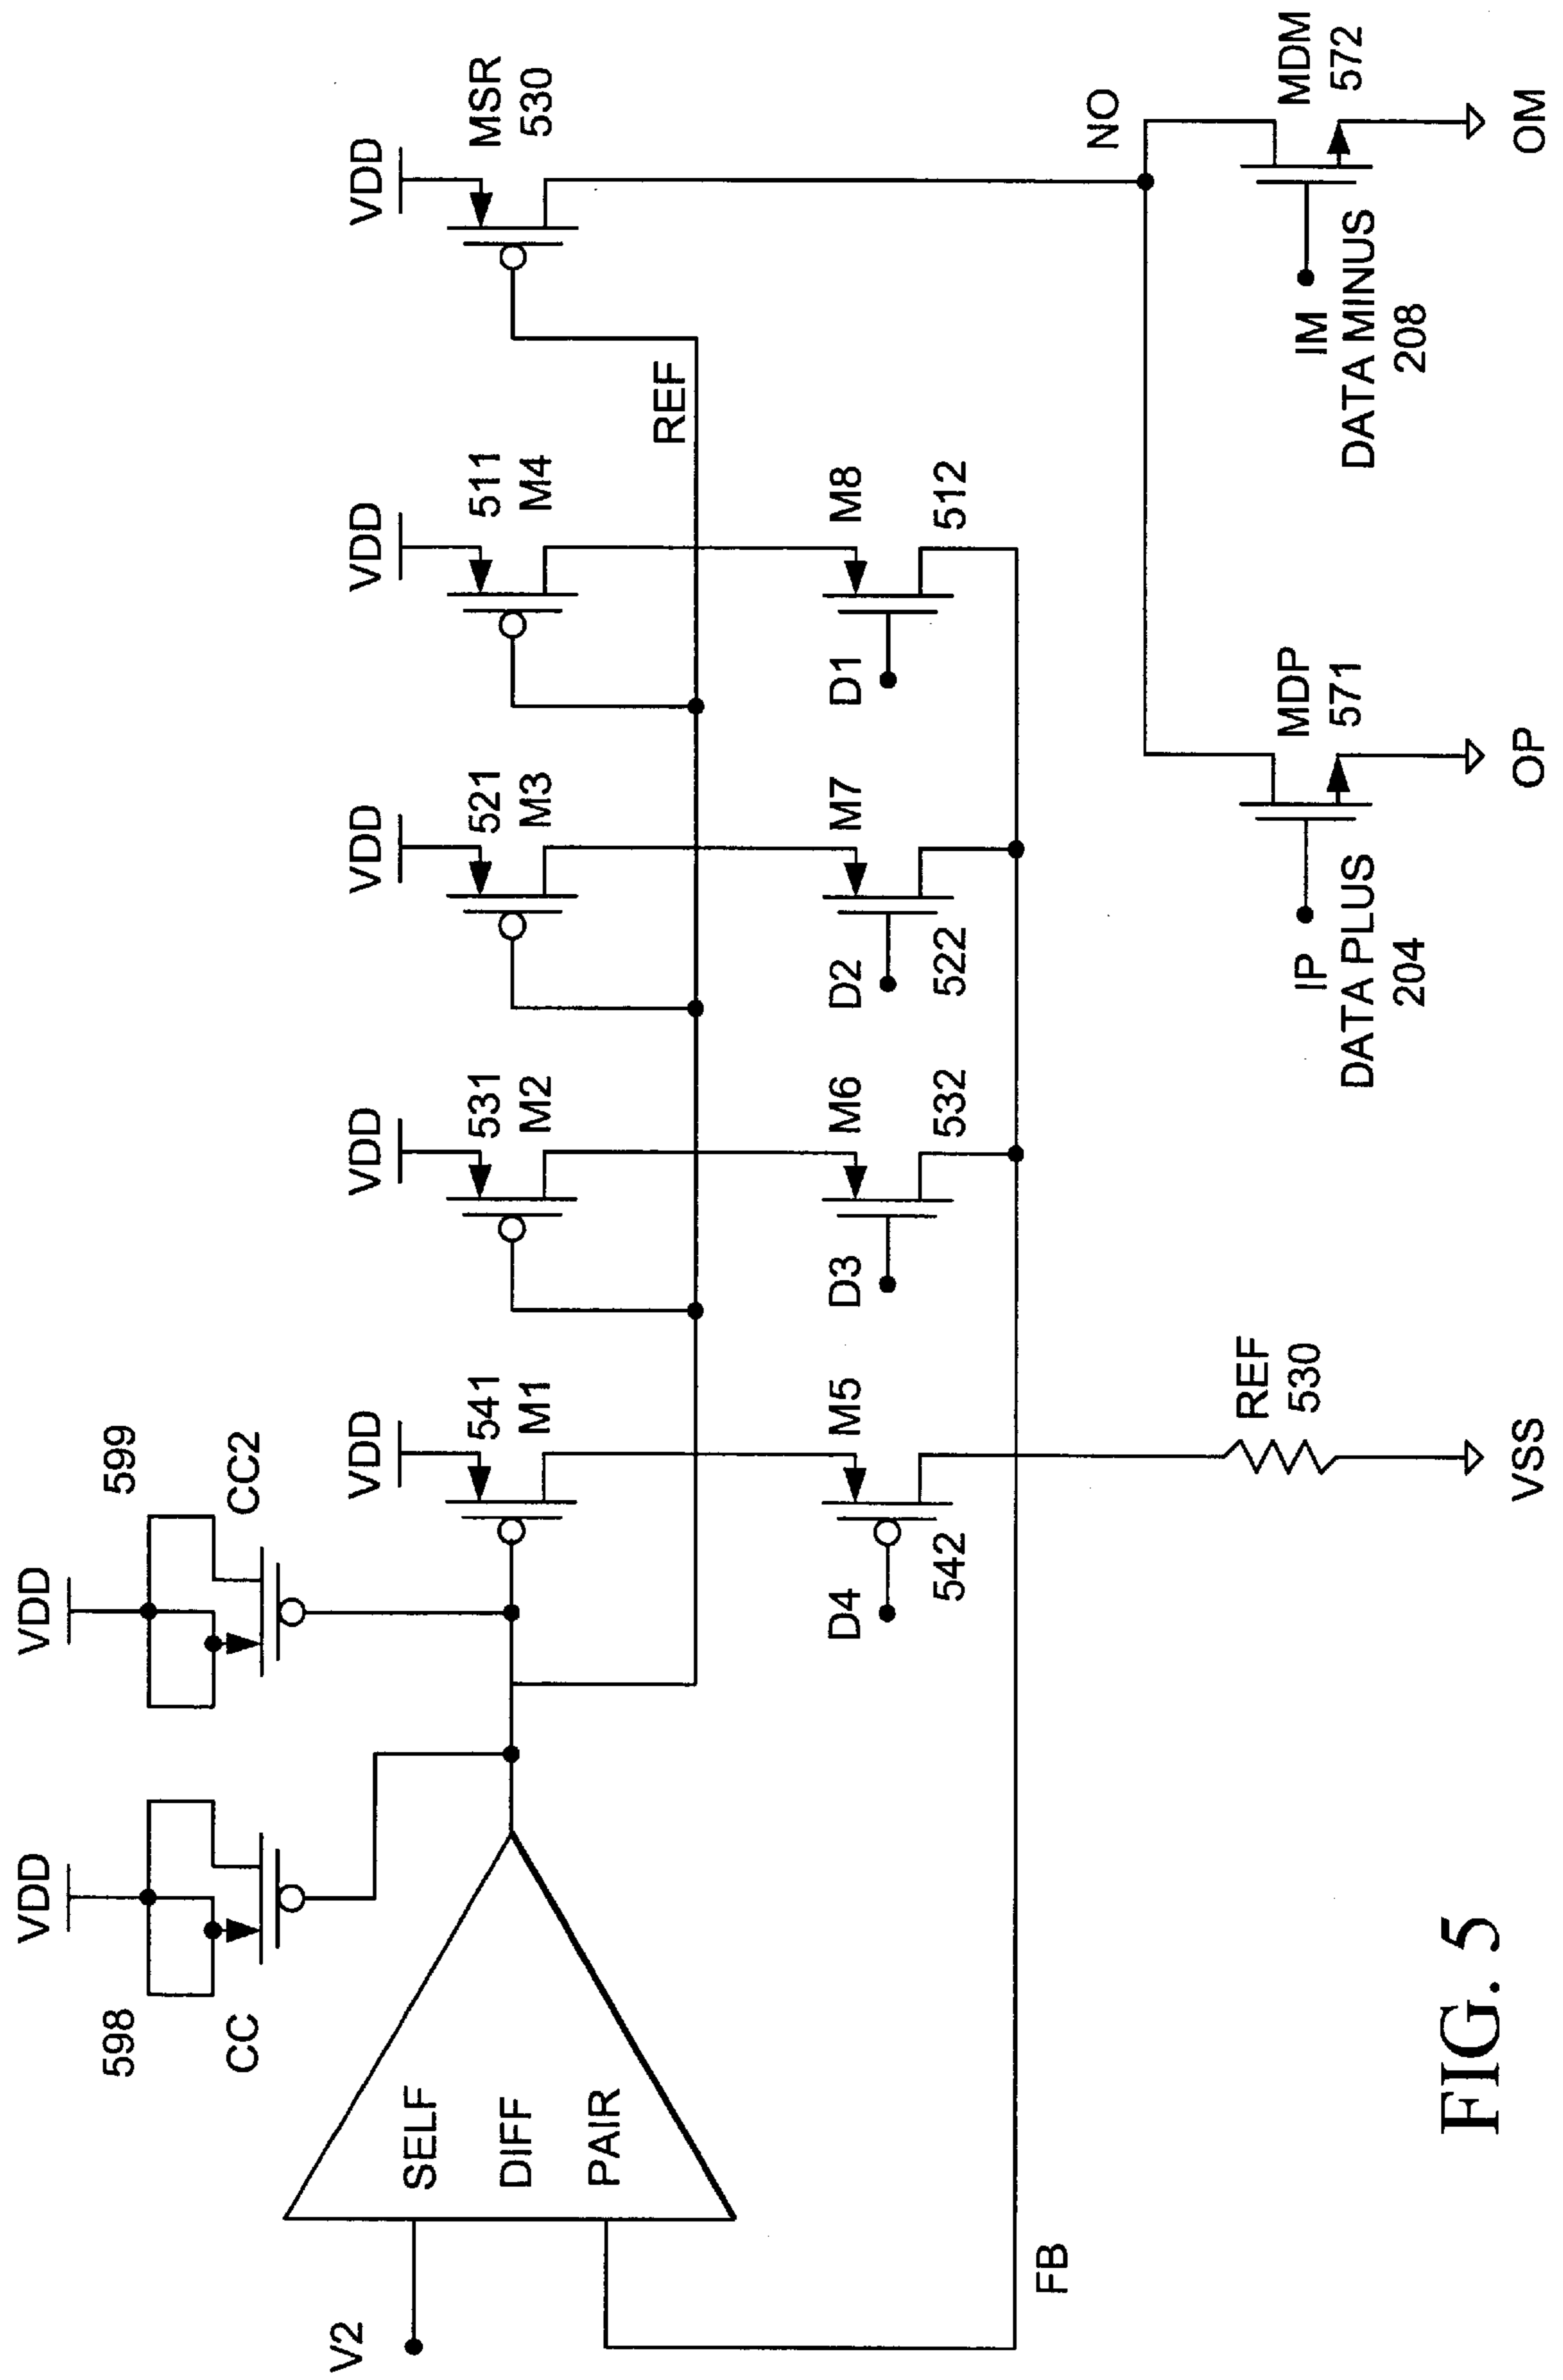 VDD
VDD
598
CC
599
CC2
VDD
541
M1
VDD
531
M2
VDD
521
M3
VDD
511
M4
VDD
MSR
530
V2
SELF
DIFF
PAIR
REF
D4
M5
542
D3
M6
532
D2
M7
522
D1
M8
512
FB
REF
530
VSS
NO
IP
DATA PLUS
204
MDP
571
OP
IM
DATA MINUS
208
MDM
572
OM
FIG. 5